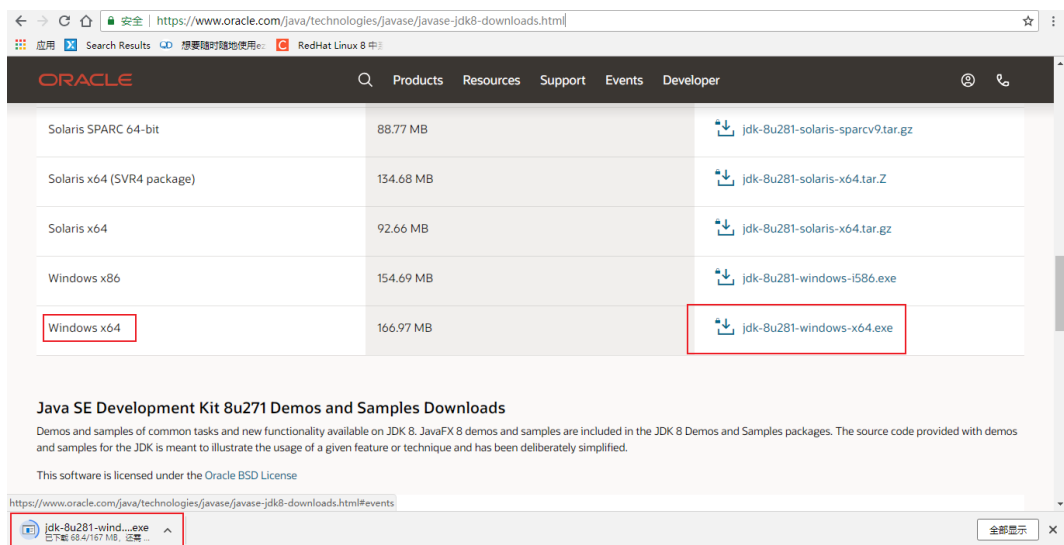 安全 | https://www.oracle.com/java/technologies/javase/javase-jdk8-downloads.html
应用 Search Results 想要随时随地使用e: RedHat Linux 8 中
ORACLE Products Resources Support Events Developer
Solaris SPARC 64-bit 88.77 MB jdk-8u281-solaris-sparcv9.tar.gz
Solaris x64 (SVR4 package) 134.68 MB jdk-8u281-solaris-x64.tar.Z
Solaris x64 92.66 MB jdk-8u281-solaris-x64.tar.gz
Windows x86 154.69 MB jdk-8u281-windows-i586.exe
Windows x64 166.97 MB jdk-8u281-windows-x64.exe
Java SE Development Kit 8u271 Demos and Samples Downloads
Demos and samples of common tasks and new functionality available on JDK 8. JavaFX 8 demos and samples are included in the JDK 8 Demos and Samples packages. The source code provided with demos
and samples for the JDK is meant to illustrate the usage of a given feature or technique and has been deliberately simplified.
This software is licensed under the Oracle BSD License
https://www.oracle.com/java/technologies/javase/javase-jdk8-downloads.html#events
jdk-8u281-wind....exe
已下载 68.4/167 MB, 还需 ...
全部显示